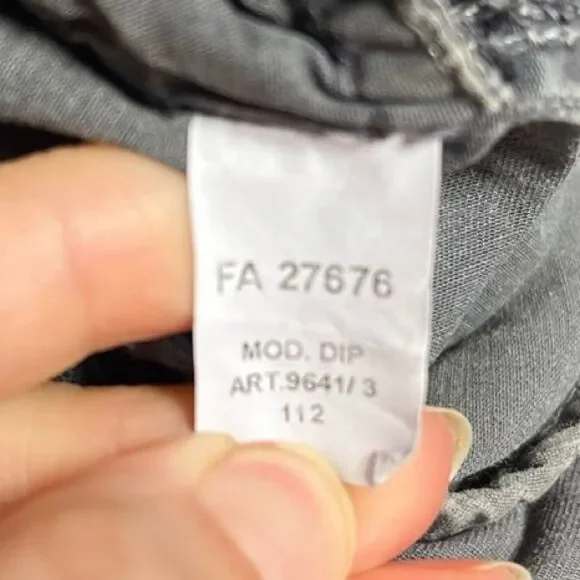 FA 27676
MOD. DIP
ART.9641/3
112